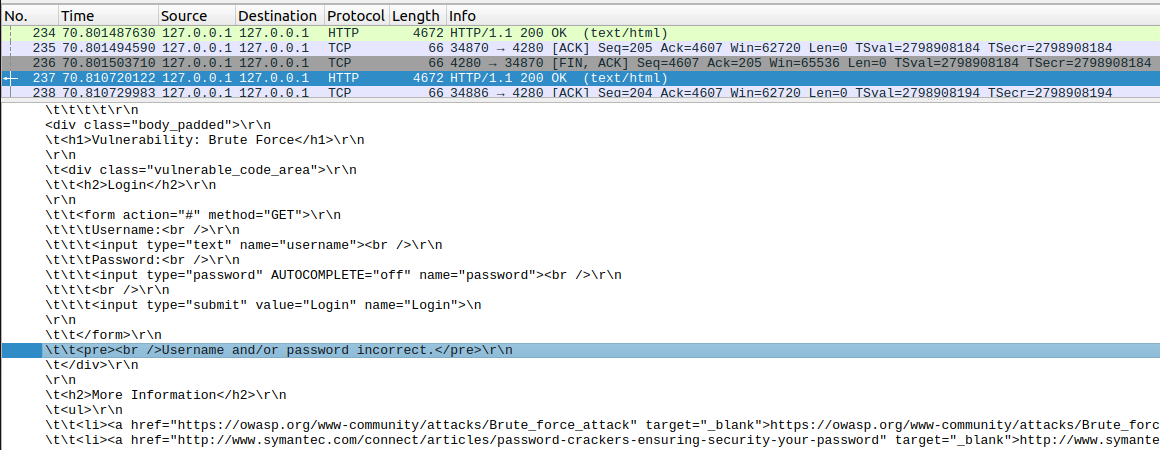 No. Time Source Destination Protocol Length Info
234 70.801487630 127.0.0.1 127.0.0.1 HTTP 4672 HTTP/1.1 200 OK (text/html)
235 70.801494590 127.0.0.1 127.0.0.1 TCP 66 34870 → 4280 [ACK] Seq=205 Ack=4607 Win=62720 Len=0 TSval=2798908184 TSecr=2798908184
236 70.801503710 127.0.0.1 127.0.0.1 TCP 66 4280 → 34870 [FIN, ACK] Seq=4607 Ack=205 Win=65536 Len=0 TSval=2798908184 TSecr=2798908184
237 70.810720122 127.0.0.1 127.0.0.1 HTTP 4672 HTTP/1.1 200 OK (text/html)
238 70.810729983 127.0.0.1 127.0.0.1 TCP 66 34886 → 4280 [ACK] Seq=204 Ack=4607 Win=62720 Len=0 TSval=2798908194 TSecr=2798908194
\t\t\t\t\r\n
<div class="body_padded">\r\n
\t<h1>Vulnerability: Brute Force</h1>\r\n
\r\n
\t<div class="vulnerable_code_area">\r\n
\t\t<h2>Login</h2>\r\n
\r\n
\t\t<form action="#" method="GET">\r\n
\t\t\tUsername:<br />\r\n
\t\t\t<input type="text" name="username"><br />\r\n
\t\t\tPassword:<br />\r\n
\t\t\t<input type="password" AUTOCOMPLETE="off" name="password"><br />\r\n
\t\t\t<br />\r\n
\t\t\t<input type="submit" value="Login" name="Login">\n
\r\n
\t\t</form>\r\n
\t\t<pre><br />Username and/or password incorrect.</pre>\r\n
\t</div>\r\n
\r\n
\t<h2>More Information</h2>\r\n
\t<ul>\r\n
\t\t<li><a href="https://owasp.org/www-community/attacks/Brute_force_attack" target="_blank">https://owasp.org/www-community/attacks/Brute_forc
\t\t<li><a href="http://www.symantec.com/connect/articles/password-crackers-ensuring-security-your-password" target="_blank">http://www.symante